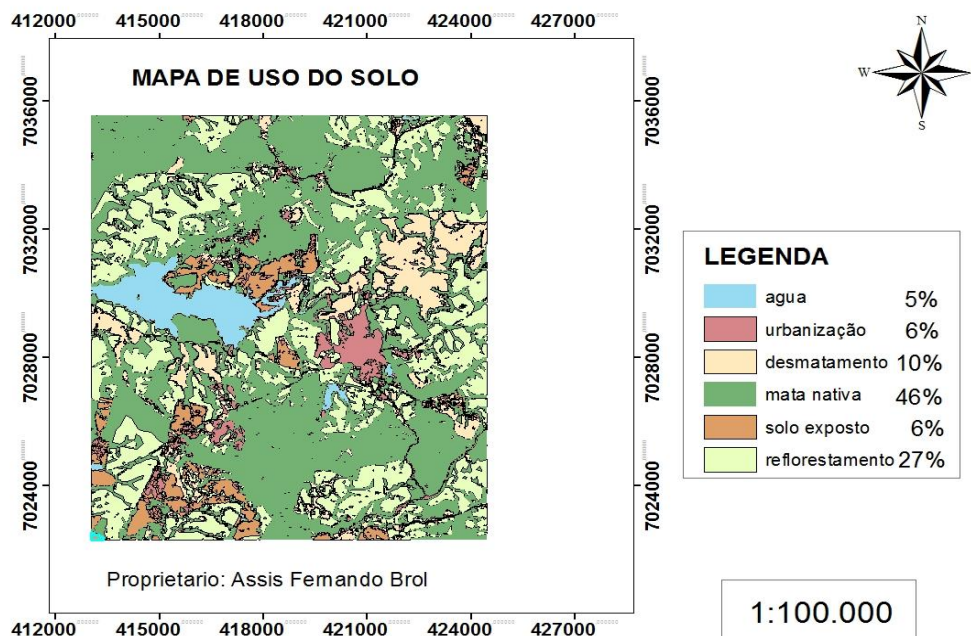 412000 415000 418000 421000 424000 427000
N
W
S
MAPA DE USO DO SOLO
7036000
7032000
7028000
7024000
7036000
7032000
7028000
7024000
LEGENDA
agua 5%
urbanização 6%
desmatamento 10%
mata nativa 46%
solo exposto 6%
reflorestamento 27%
Proprietario: Assis Fernando Brol
412000 415000 418000 421000 424000 427000
1:100.000